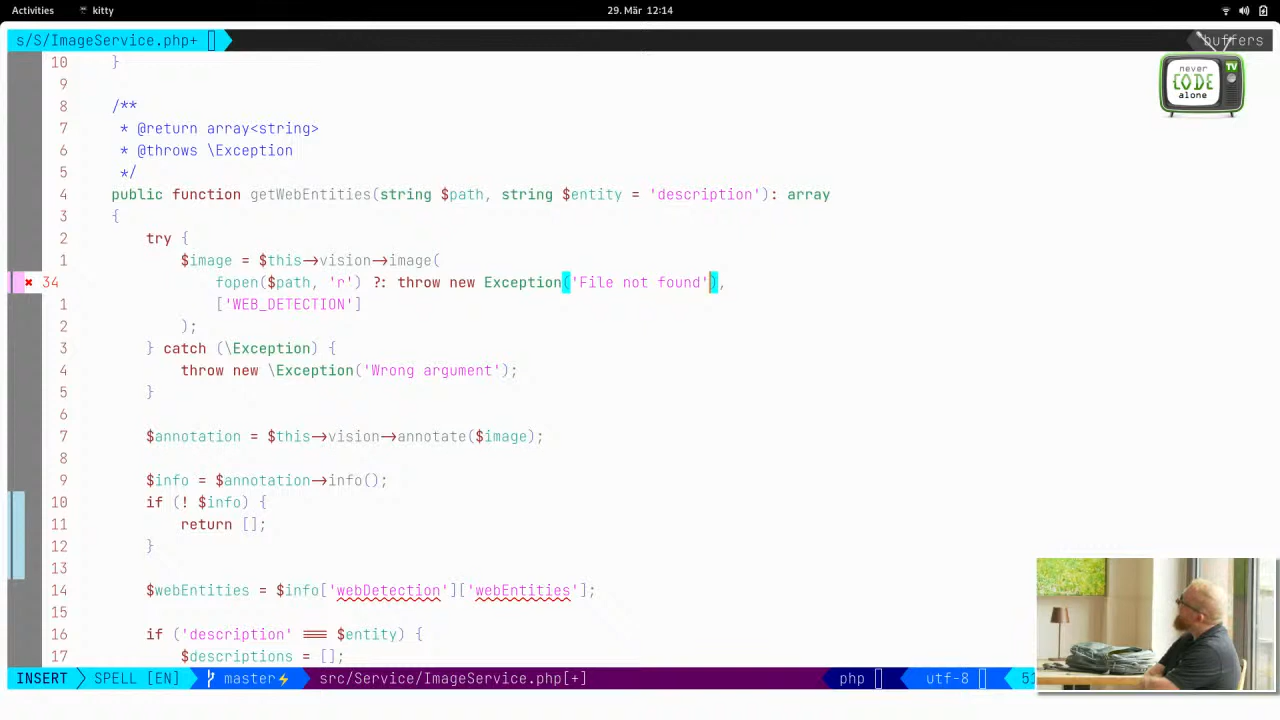 Activities kitty 29. Mär 12:14
s/S/ImageService.php+ buffers
never
CODE
alone
TV
10 }
9
8 /**
7 * @return array<string>
6 * @throws \Exception
5 */
4 public function getWebEntities(string $path, string $entity = 'description'): array
3 {
2 try {
1 $image = $this->vision->image(
✖ 34 fopen($path, 'r') ?: throw new Exception('File not found'),
1 ['WEB_DETECTION']
2 );
3 } catch (\Exception) {
4 throw new \Exception('Wrong argument');
5 }
6
7 $annotation = $this->vision->annotate($image);
8
9 $info = $annotation->info();
10 if (! $info) {
11 return [];
12 }
13
14 $webEntities = $info['webDetection']['webEntities'];
15
16 if ('description' === $entity) {
17 $descriptions = [];
INSERT SPELL [EN] master⚡ src/Service/ImageService.php[+] php utf-8 51